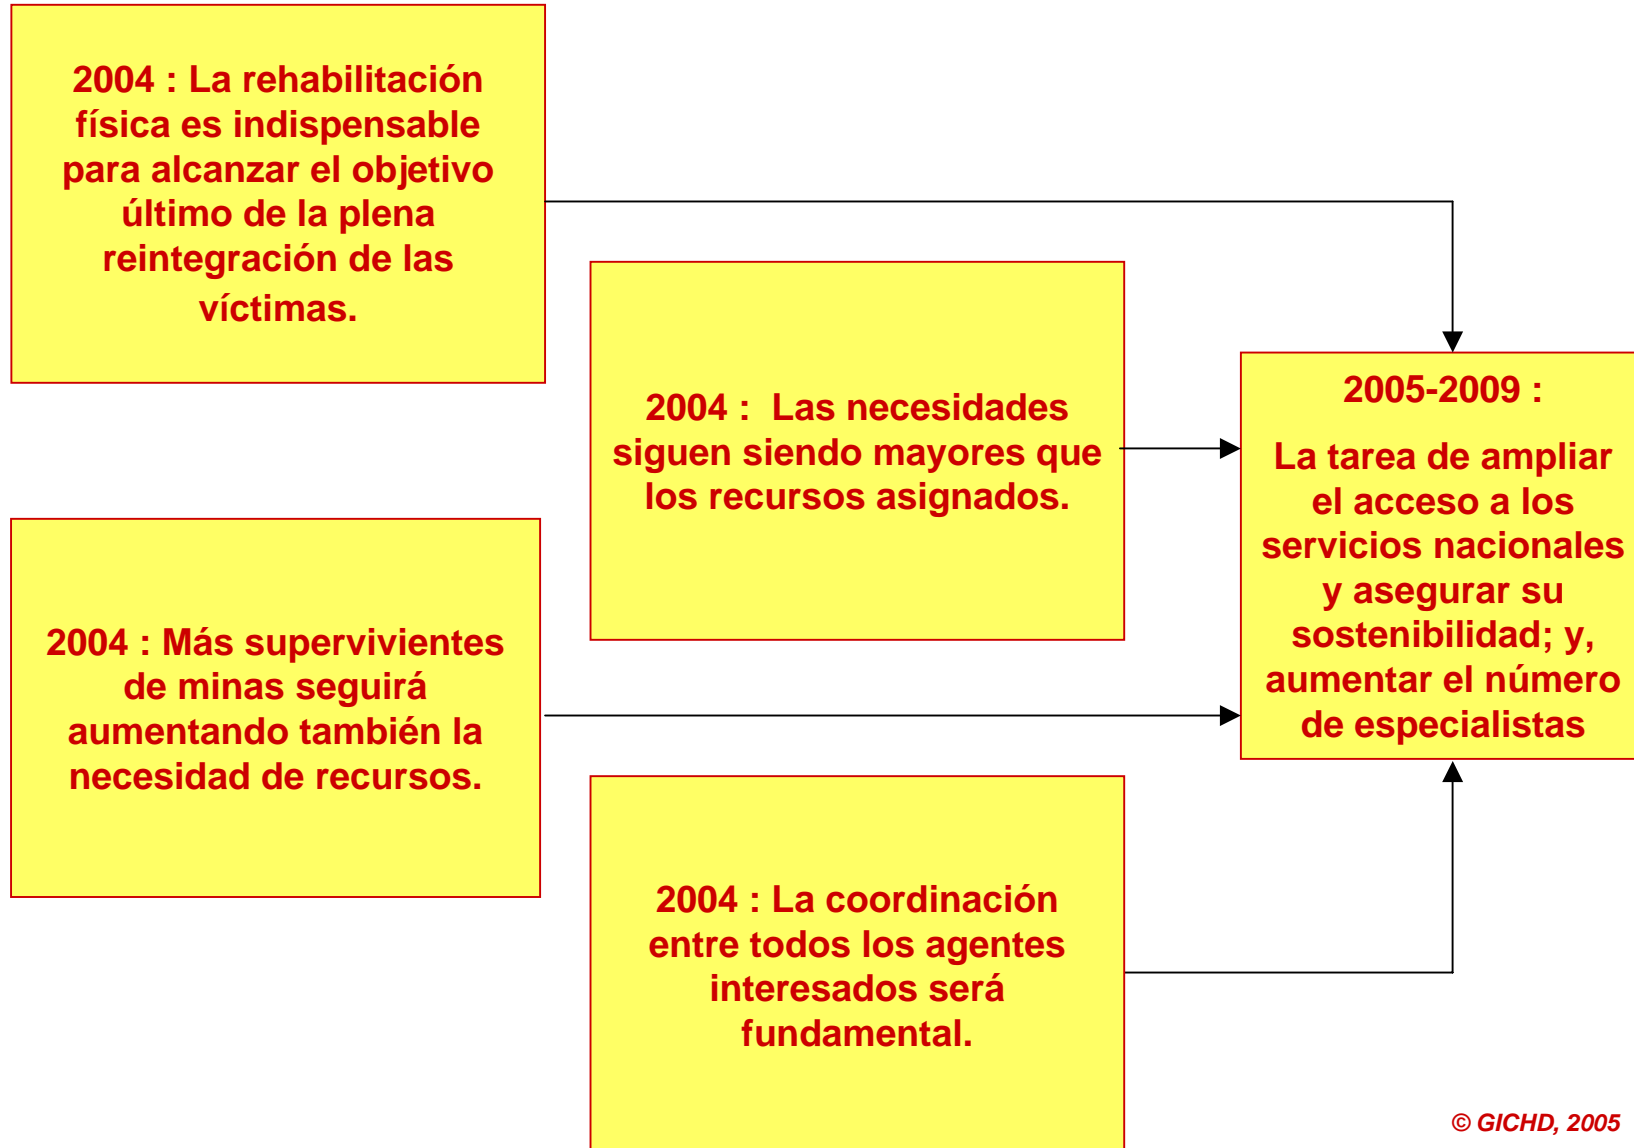 2004 : La rehabilitación
física es indispensable
para alcanzar el objetivo
último de la plena
reintegración de las
víctimas.
2004 :  Las necesidades
siguen siendo mayores que
los recursos asignados.
2004 : Más supervivientes
de minas seguirá
aumentando también la
necesidad de recursos.
2004 : La coordinación
entre todos los agentes
interesados será
fundamental.
2005-2009 :
La tarea de ampliar
el acceso a los
servicios nacionales
y asegurar su
sostenibilidad; y,
aumentar el número
de especialistas
© GICHD, 2005